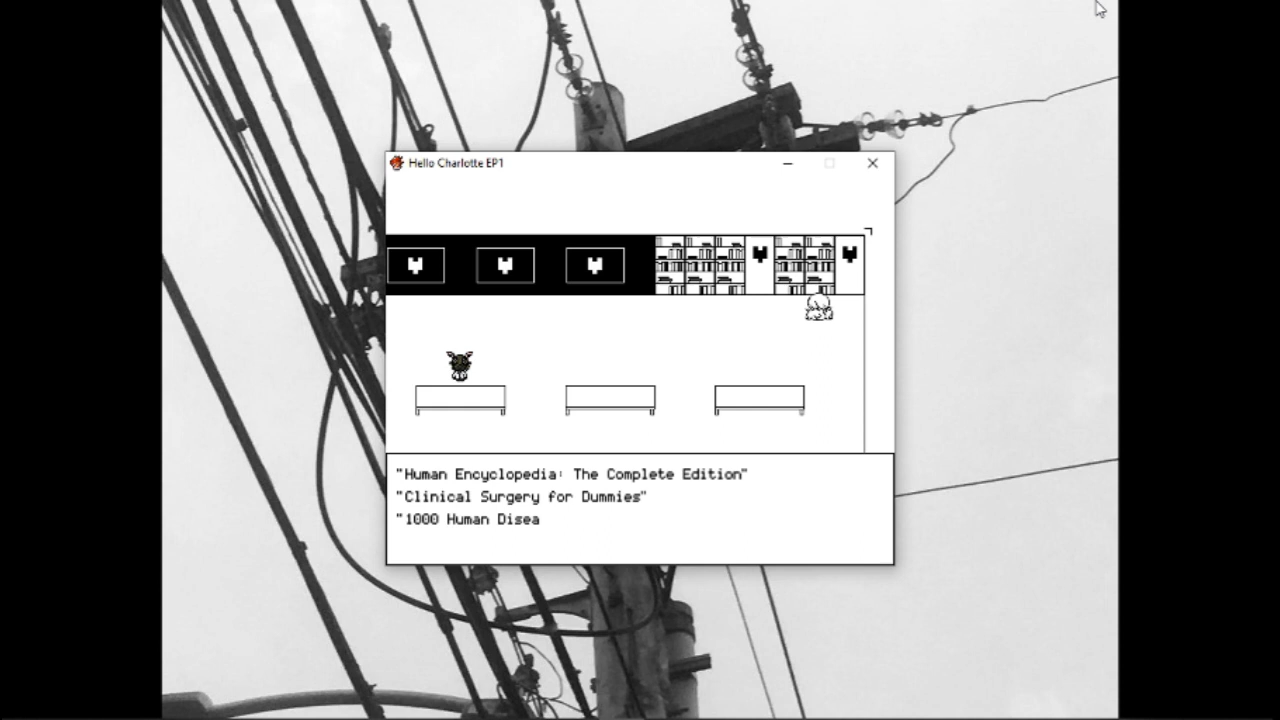 Hello Charlotte EP1
"Human Encyclopedia: The Complete Edition"
"Clinical Surgery for Dummies"
"1000 Human Disea